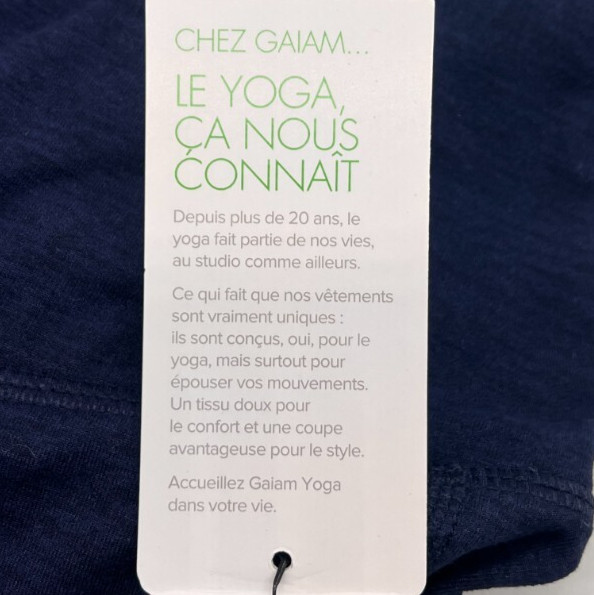 CHEZ GAIAM...
LE YOGA,
ÇA NOUS
CONNAÎT
Depuis plus de 20 ans, le
yoga fait partie de nos vies,
au studio comme ailleurs.
Ce qui fait que nos vêtements
sont vraiment uniques :
ils sont conçus, oui, pour le
yoga, mais surtout pour
épouser vos mouvements.
Un tissu doux pour
le confort et une coupe
avantageuse pour le style.
Accueillez Gaiam Yoga
dans votre vie.